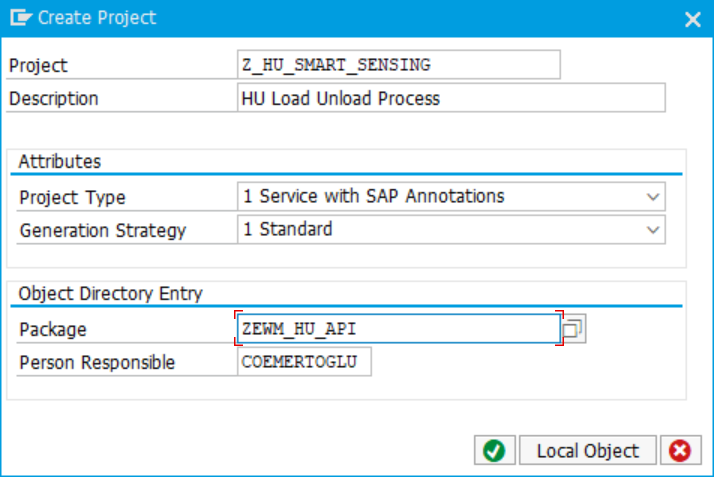 Create Project
Project Z_HU_SMART_SENSING
Description HU Load Unload Process
Attributes
Project Type 1 Service with SAP Annotations
Generation Strategy 1 Standard
Object Directory Entry
Package ZEWM_HU_API
Person Responsible COEMERTOGLU
Local Object